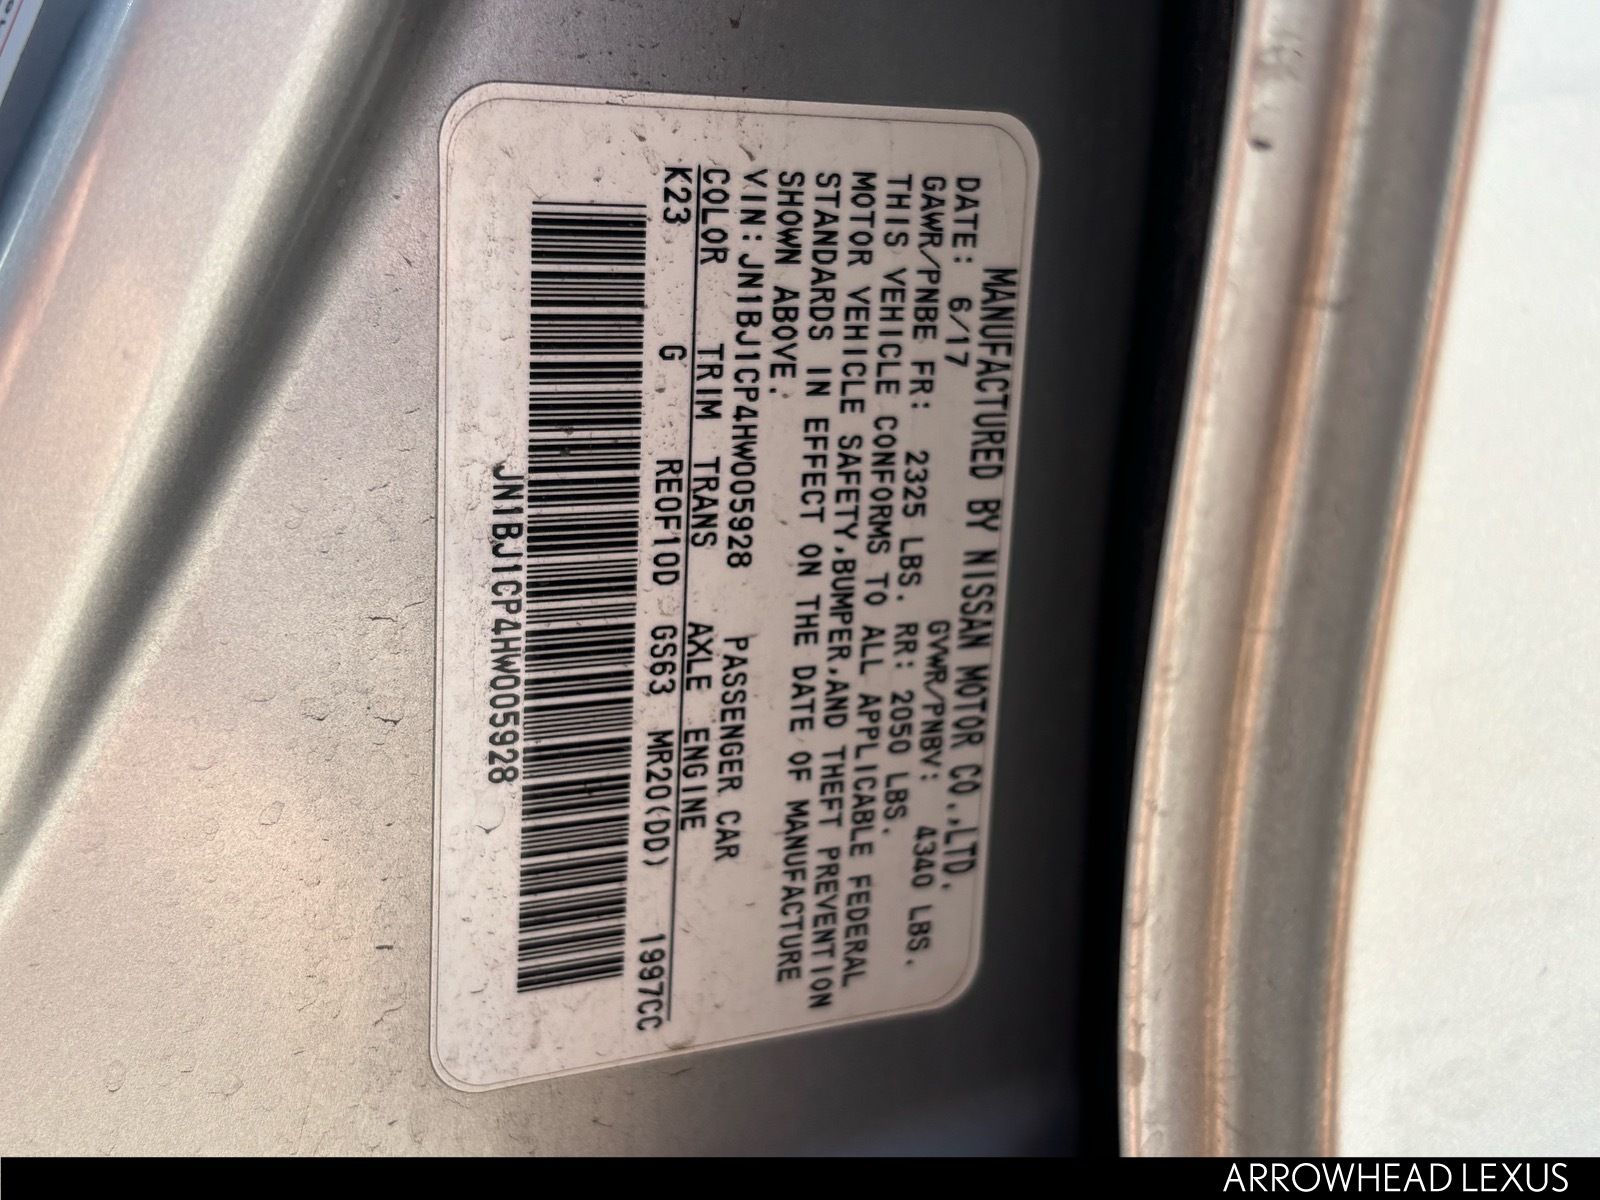 MANUFACTURED BY NISSAN MOTOR CO.,LTD.
DATE: 6/17 GVWR/PNBV: 4340 LBS.
GAWR/PNBE FR: 2325 LBS. RR: 2050 LBS.
THIS VEHICLE CONFORMS TO ALL APPLICABLE FEDERAL
MOTOR VEHICLE SAFETY,BUMPER,AND THEFT PREVENTION
STANDARDS IN EFFECT ON THE DATE OF MANUFACTURE
SHOWN ABOVE.
VIN:JN1BJ1CP4HW005928 PASSENGER CAR
COLOR TRIM TRANS AXLE ENGINE
K23 G RE0F10D GS63 MR20(DD) 1997CC
JN1BJ1CP4HW005928
ARROWHEAD LEXUS